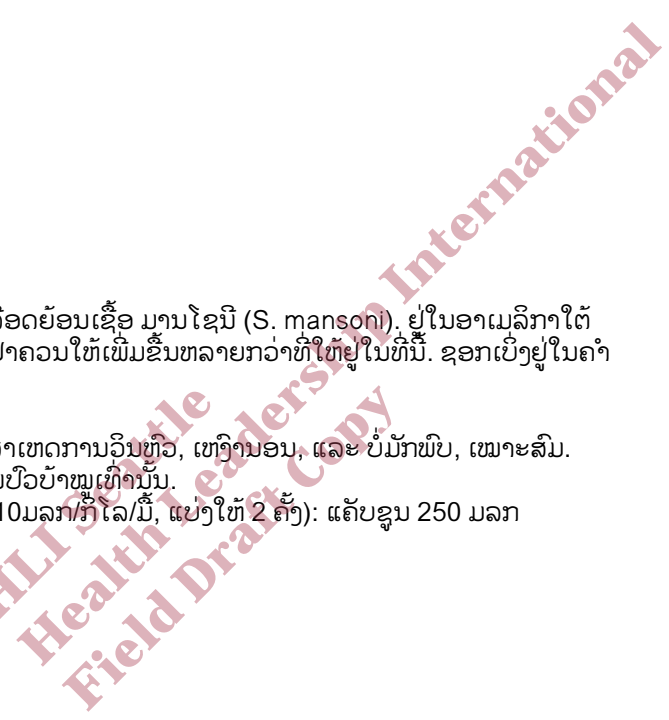 ືອດຍ້ອນເຊື້ອ ມານໂຊນີ (S. mansoni). ຢູ່ໃນອາເມລິກາໃຕ້
ຢາຄວນໃຫ້ເພີ່ມຂື້ນຫລາຍກວ່າທີ່ໃຫ້ຢູ່ໃນທີ່ນີ້. ຊອກເບິ່ງຢູ່ໃນຄຳ
າເຫດການວິນຫົວ, ເຫງົານອນ, ແລະ ບໍ່ມັກພົບ, ເໝາະສົມ.
ປົວບ້າໝູເທົ່ານັ້ນ.
10ມລກ/ກິໂລ/ມື້, ແບ່ງໃຫ້ 2 ຄັ້ງ): ແຄັບຊູນ 250 ມລກ
HLI Seattle
Health Leadership International
Field Draft Copy